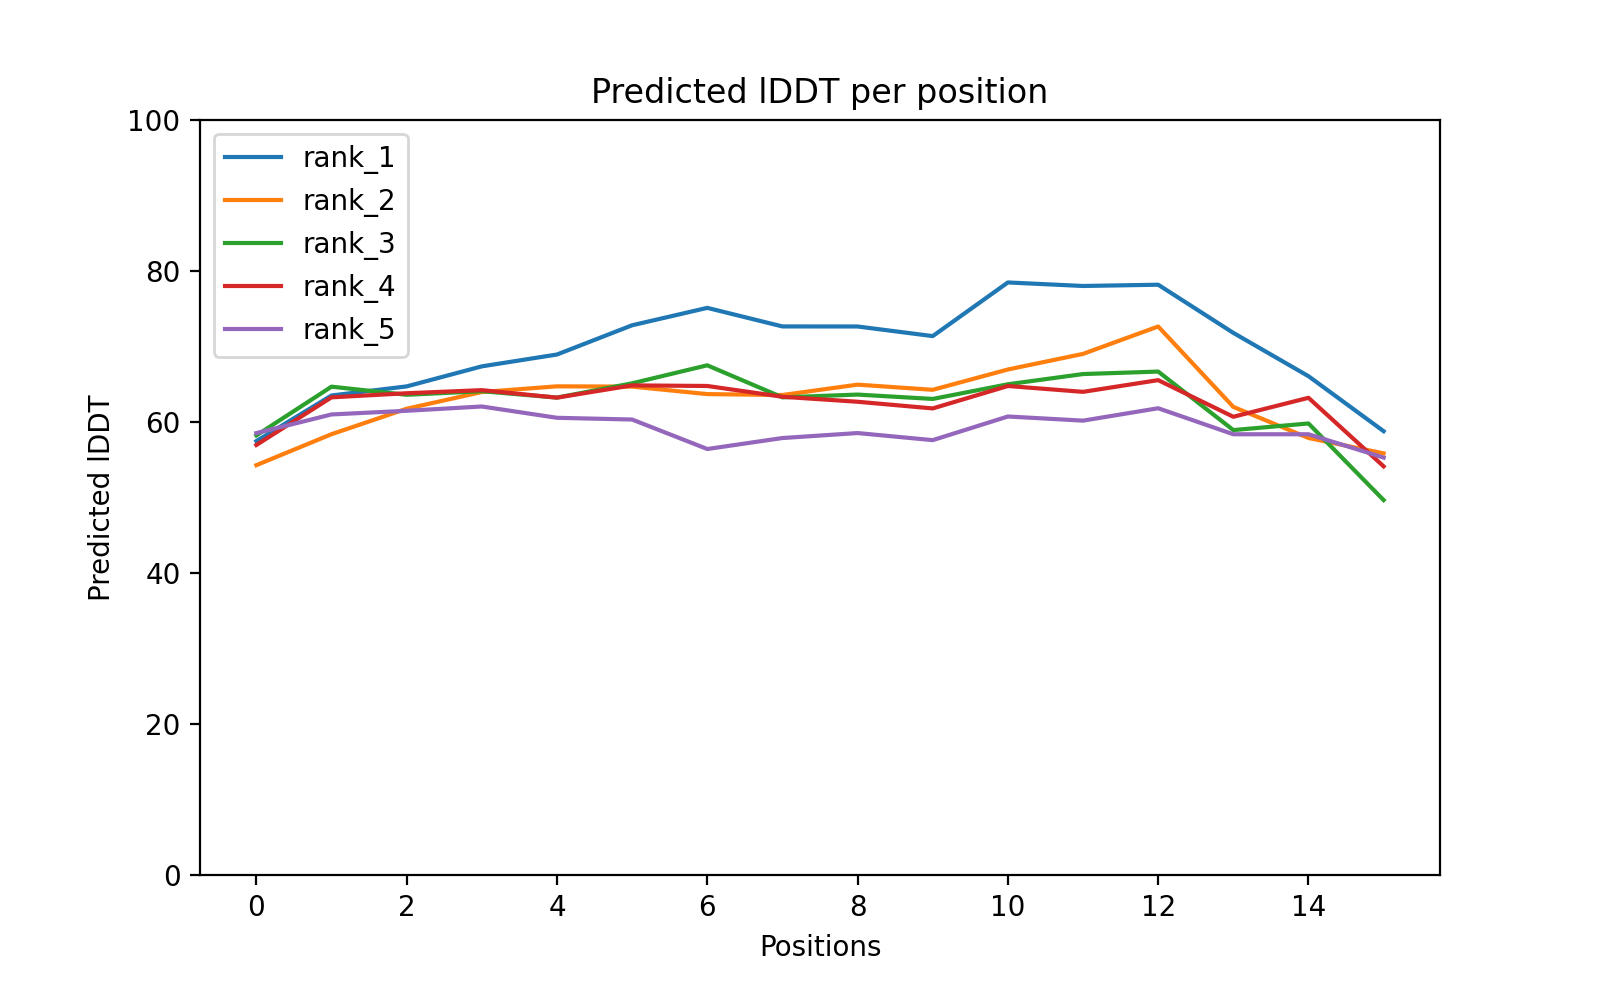 Predicted lDDT per position
100
80
60
40
20
0
Predicted lDDT
rank_1
rank_2
rank_3
rank_4
rank_5
0 2 4 6 8 10 12 14
Positions